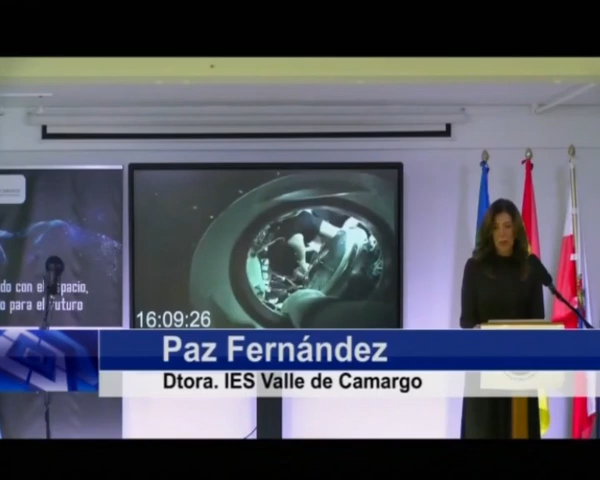 do con el espacio,
o para el futuro
16:09:26
Paz Fernández
Dtora. IES Valle de Camargo